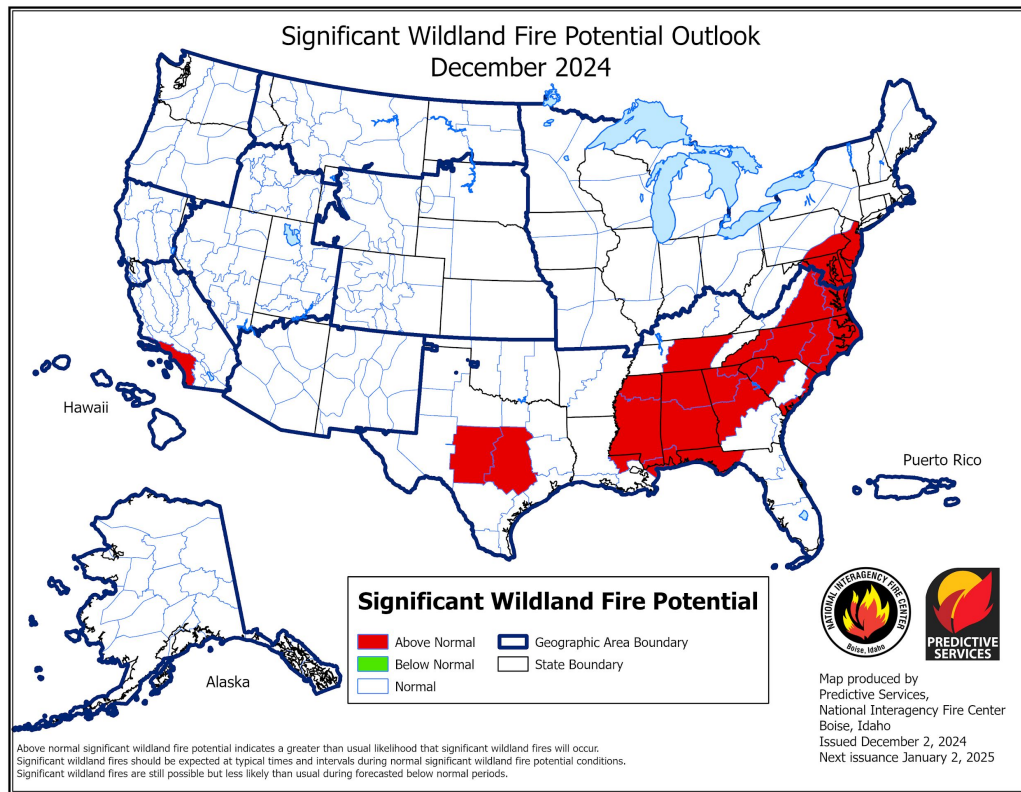 Significant Wildland Fire Potential Outlook
December 2024
Hawaii
Puerto Rico
Alaska
Significant Wildland Fire Potential
Above Normal
Geographic Area Boundary
Below Normal
State Boundary
Normal
NATIONAL INTERAGENCY FIRE CENTER
Boise, Idaho
PREDICTIVE
SERVICES
Map produced by
Predictive Services,
National Interagency Fire Center
Boise, Idaho
Issued December 2, 2024
Next issuance January 2, 2025
Above normal significant wildland fire potential indicates a greater than usual likelihood that significant wildland fires will occur.
Significant wildland fires should be expected at typical times and intervals during normal significant wildland fire potential conditions.
Significant wildland fires are still possible but less likely than usual during forecasted below normal periods.